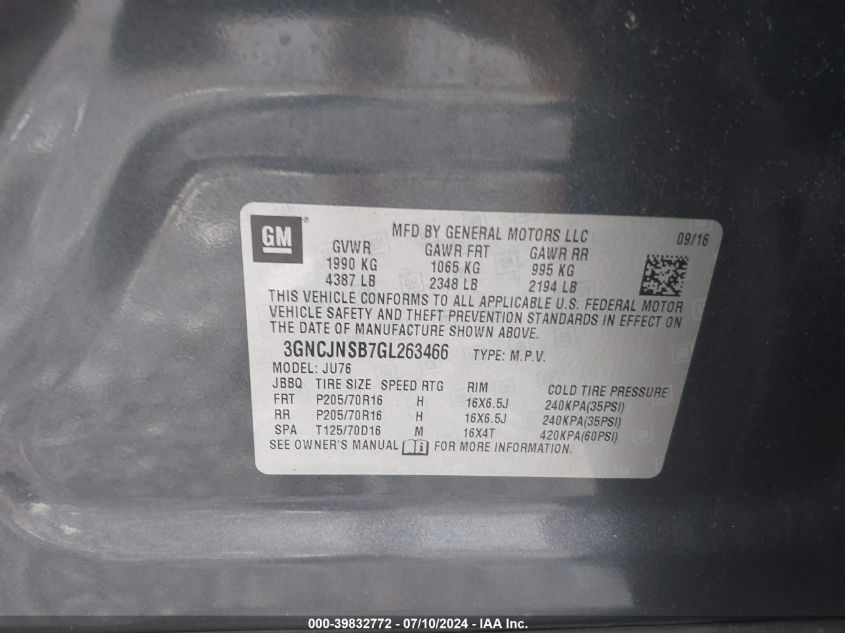 GM ®
MFD BY GENERAL MOTORS LLC 09/16
GVWR GAWR FRT GAWR RR
1990 KG 1065 KG 995 KG
4387 LB 2348 LB 2194 LB
THIS VEHICLE CONFORMS TO ALL APPLICABLE U.S. FEDERAL MOTOR
VEHICLE SAFETY AND THEFT PREVENTION STANDARDS IN EFFECT ON
THE DATE OF MANUFACTURE SHOWN ABOVE.
3GNCJNSB7GL263466 TYPE: M.P.V.
MODEL: JU76
JBBQ TIRE SIZE SPEED RTG RIM COLD TIRE PRESSURE
FRT P205/70R16 H 16X6.5J 240KPA(35PSI)
RR P205/70R16 H 16X6.5J 240KPA(35PSI)
SPA T125/70D16 M 16X4T 420KPA(60PSI)
SEE OWNER'S MANUAL FOR MORE INFORMATION.
000-39832772 - 07/10/2024 - IAA Inc.